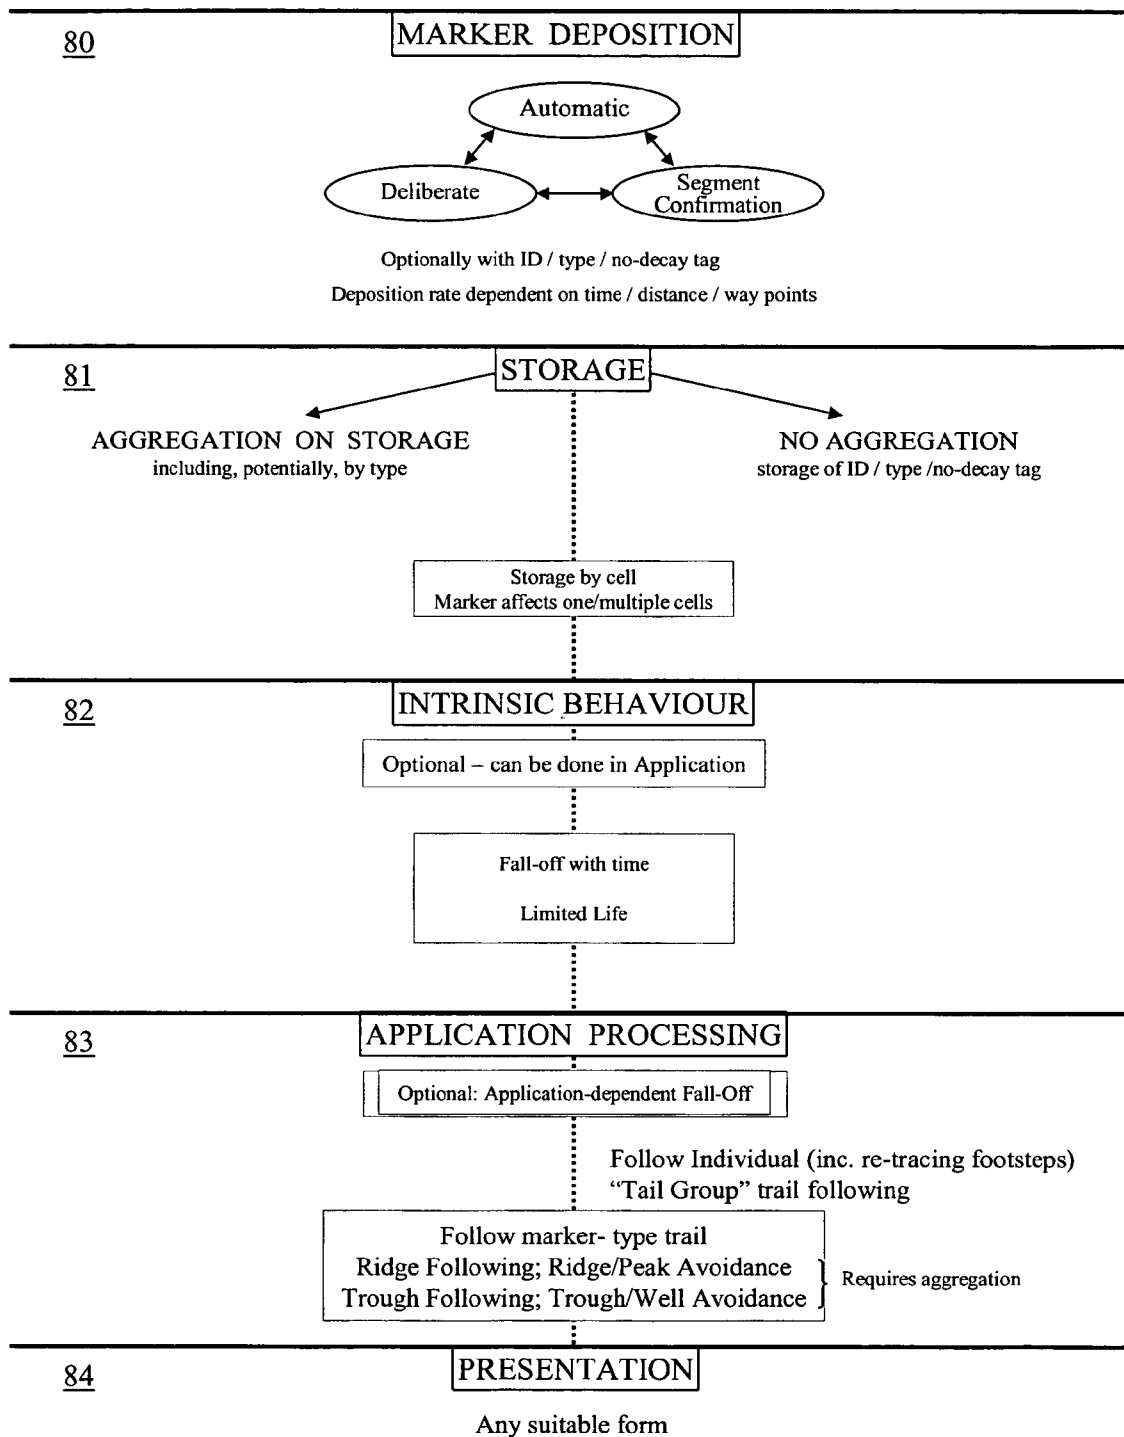 80
MARKER DEPOSITION
Automatic
Deliberate
Segment
Confirmation
Optionally with ID / type / no-decay tag
Deposition rate dependent on time / distance / way points
81
STORAGE
AGGREGATION ON STORAGE
including, potentially, by type
NO AGGREGATION
storage of ID / type /no-decay tag
Storage by cell
Marker affects one/multiple cells
82
INTRINSIC BEHAVIOUR
Optional – can be done in Application
Fall-off with time
Limited Life
83
APPLICATION PROCESSING
Optional: Application-dependent Fall-Off
Follow Individual (inc. re-tracing footsteps)
“Tail Group” trail following
Follow marker- type trail
Ridge Following; Ridge/Peak Avoidance
Trough Following; Trough/Well Avoidance
Requires aggregation
84
PRESENTATION
Any suitable form